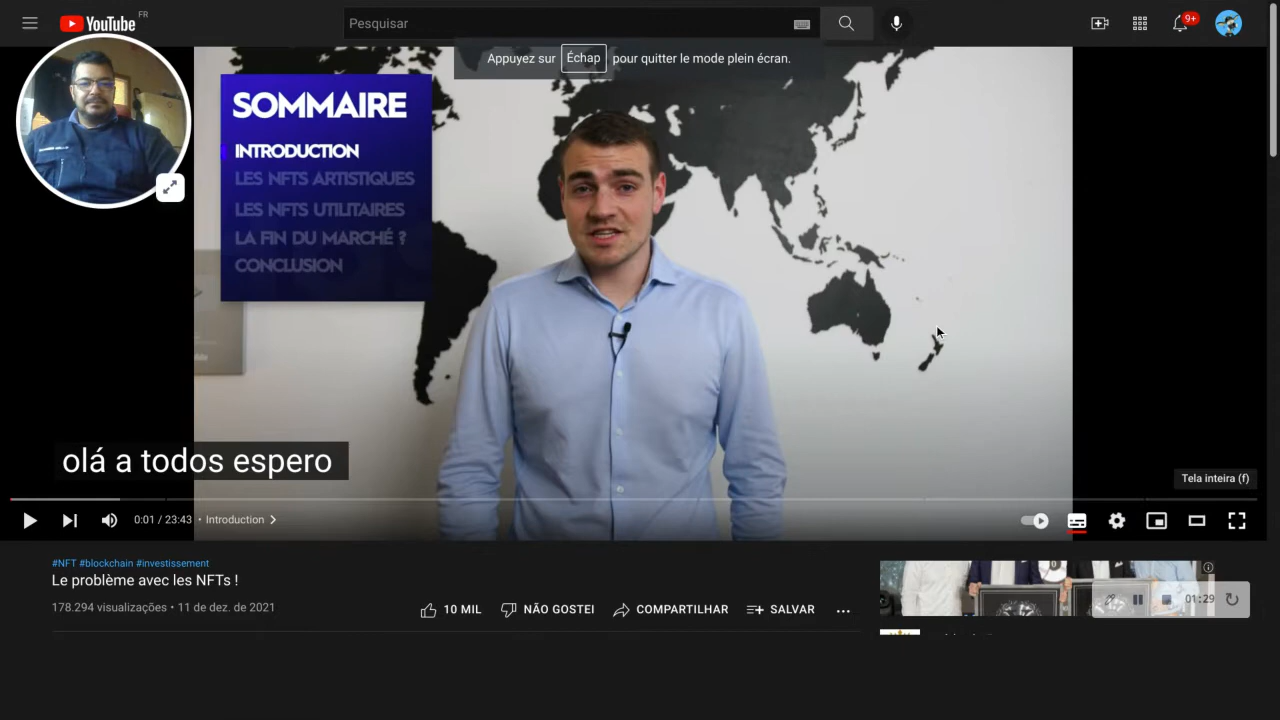 YouTube FR
Pesquisar
9+
Appuyez sur Échap pour quitter le mode plein écran.
SOMMAIRE
INTRODUCTION
LES NFTS ARTISTIQUES
LES NFTS UTILITAIRES
LA FIN DU MARCHÉ ?
CONCLUSION
olá a todos espero
Tela inteira (f)
0:01 / 23:43 • Introduction
#NFT #blockchain #investissement
Le problème avec les NFTs !
178.294 visualizações • 11 de dez. de 2021
10 MIL
NÃO GOSTEI
COMPARTILHAR
SALVAR
01:29